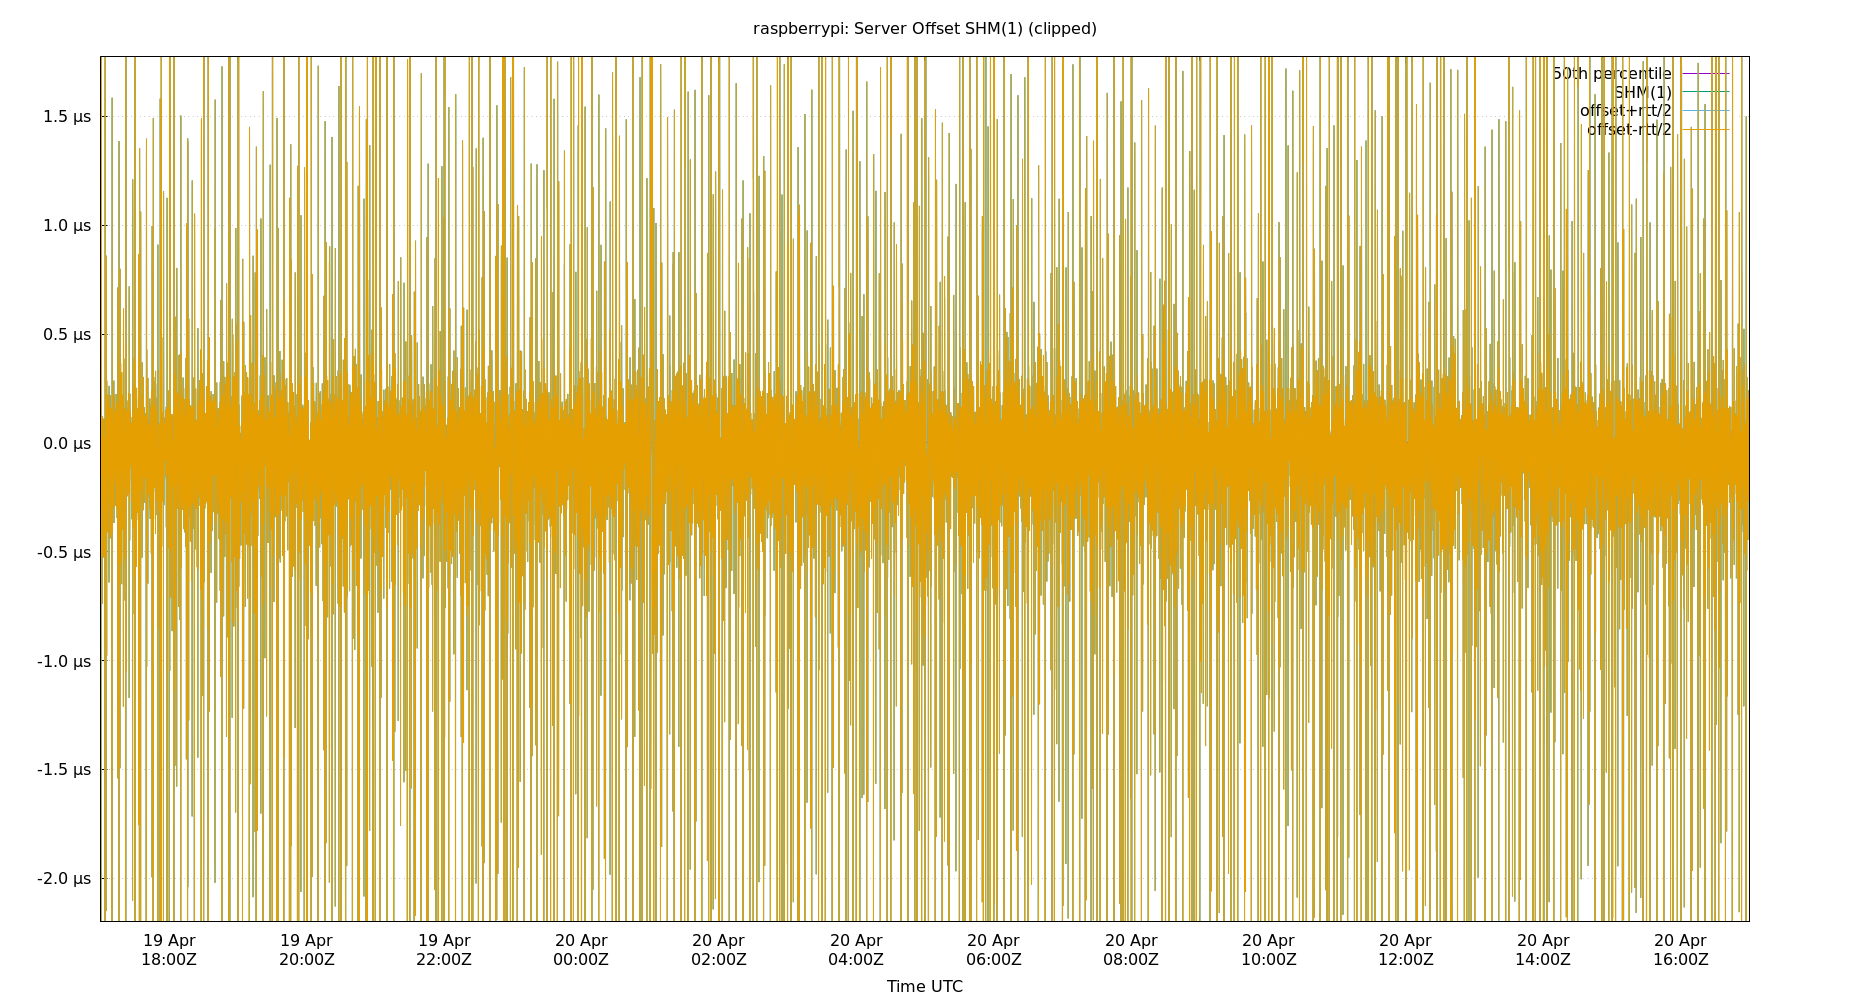 raspberrypi: Server Offset SHM(1) (clipped)
50th percentile
SHM(1)
offset+rtt/2
offset-rtt/2
1.5 µs
1.0 µs
0.5 µs
0.0 µs
-0.5 µs
-1.0 µs
-1.5 µs
-2.0 µs
19 Apr 19 Apr 19 Apr 20 Apr 20 Apr 20 Apr 20 Apr 20 Apr 20 Apr 20 Apr 20 Apr 20 Apr
18:00Z 20:00Z 22:00Z 00:00Z 02:00Z 04:00Z 06:00Z 08:00Z 10:00Z 12:00Z 14:00Z 16:00Z
Time UTC